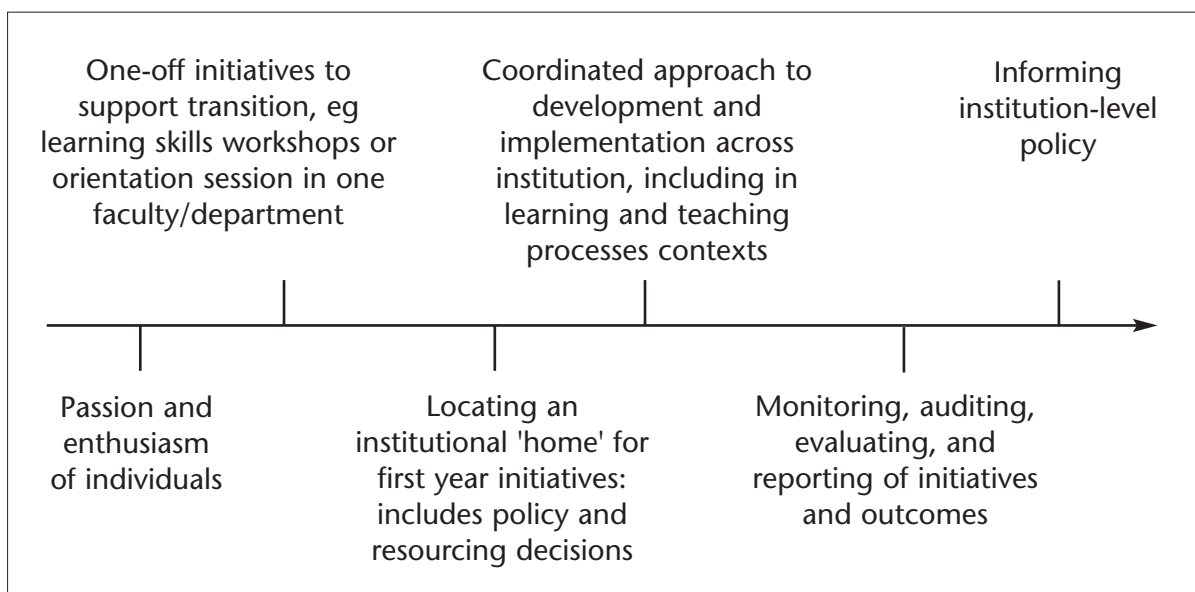 One-off initiatives to
support transition, eg
learning skills workshops or
orientation session in one
faculty/department
Coordinated approach to
development and
implementation across
institution, including in
learning and teaching
processes contexts
Informing
institution-level
policy
Passion and
enthusiasm
of individuals
Locating an
institutional 'home' for
first year initiatives:
includes policy and
resourcing decisions
Monitoring, auditing,
evaluating, and
reporting of initiatives
and outcomes